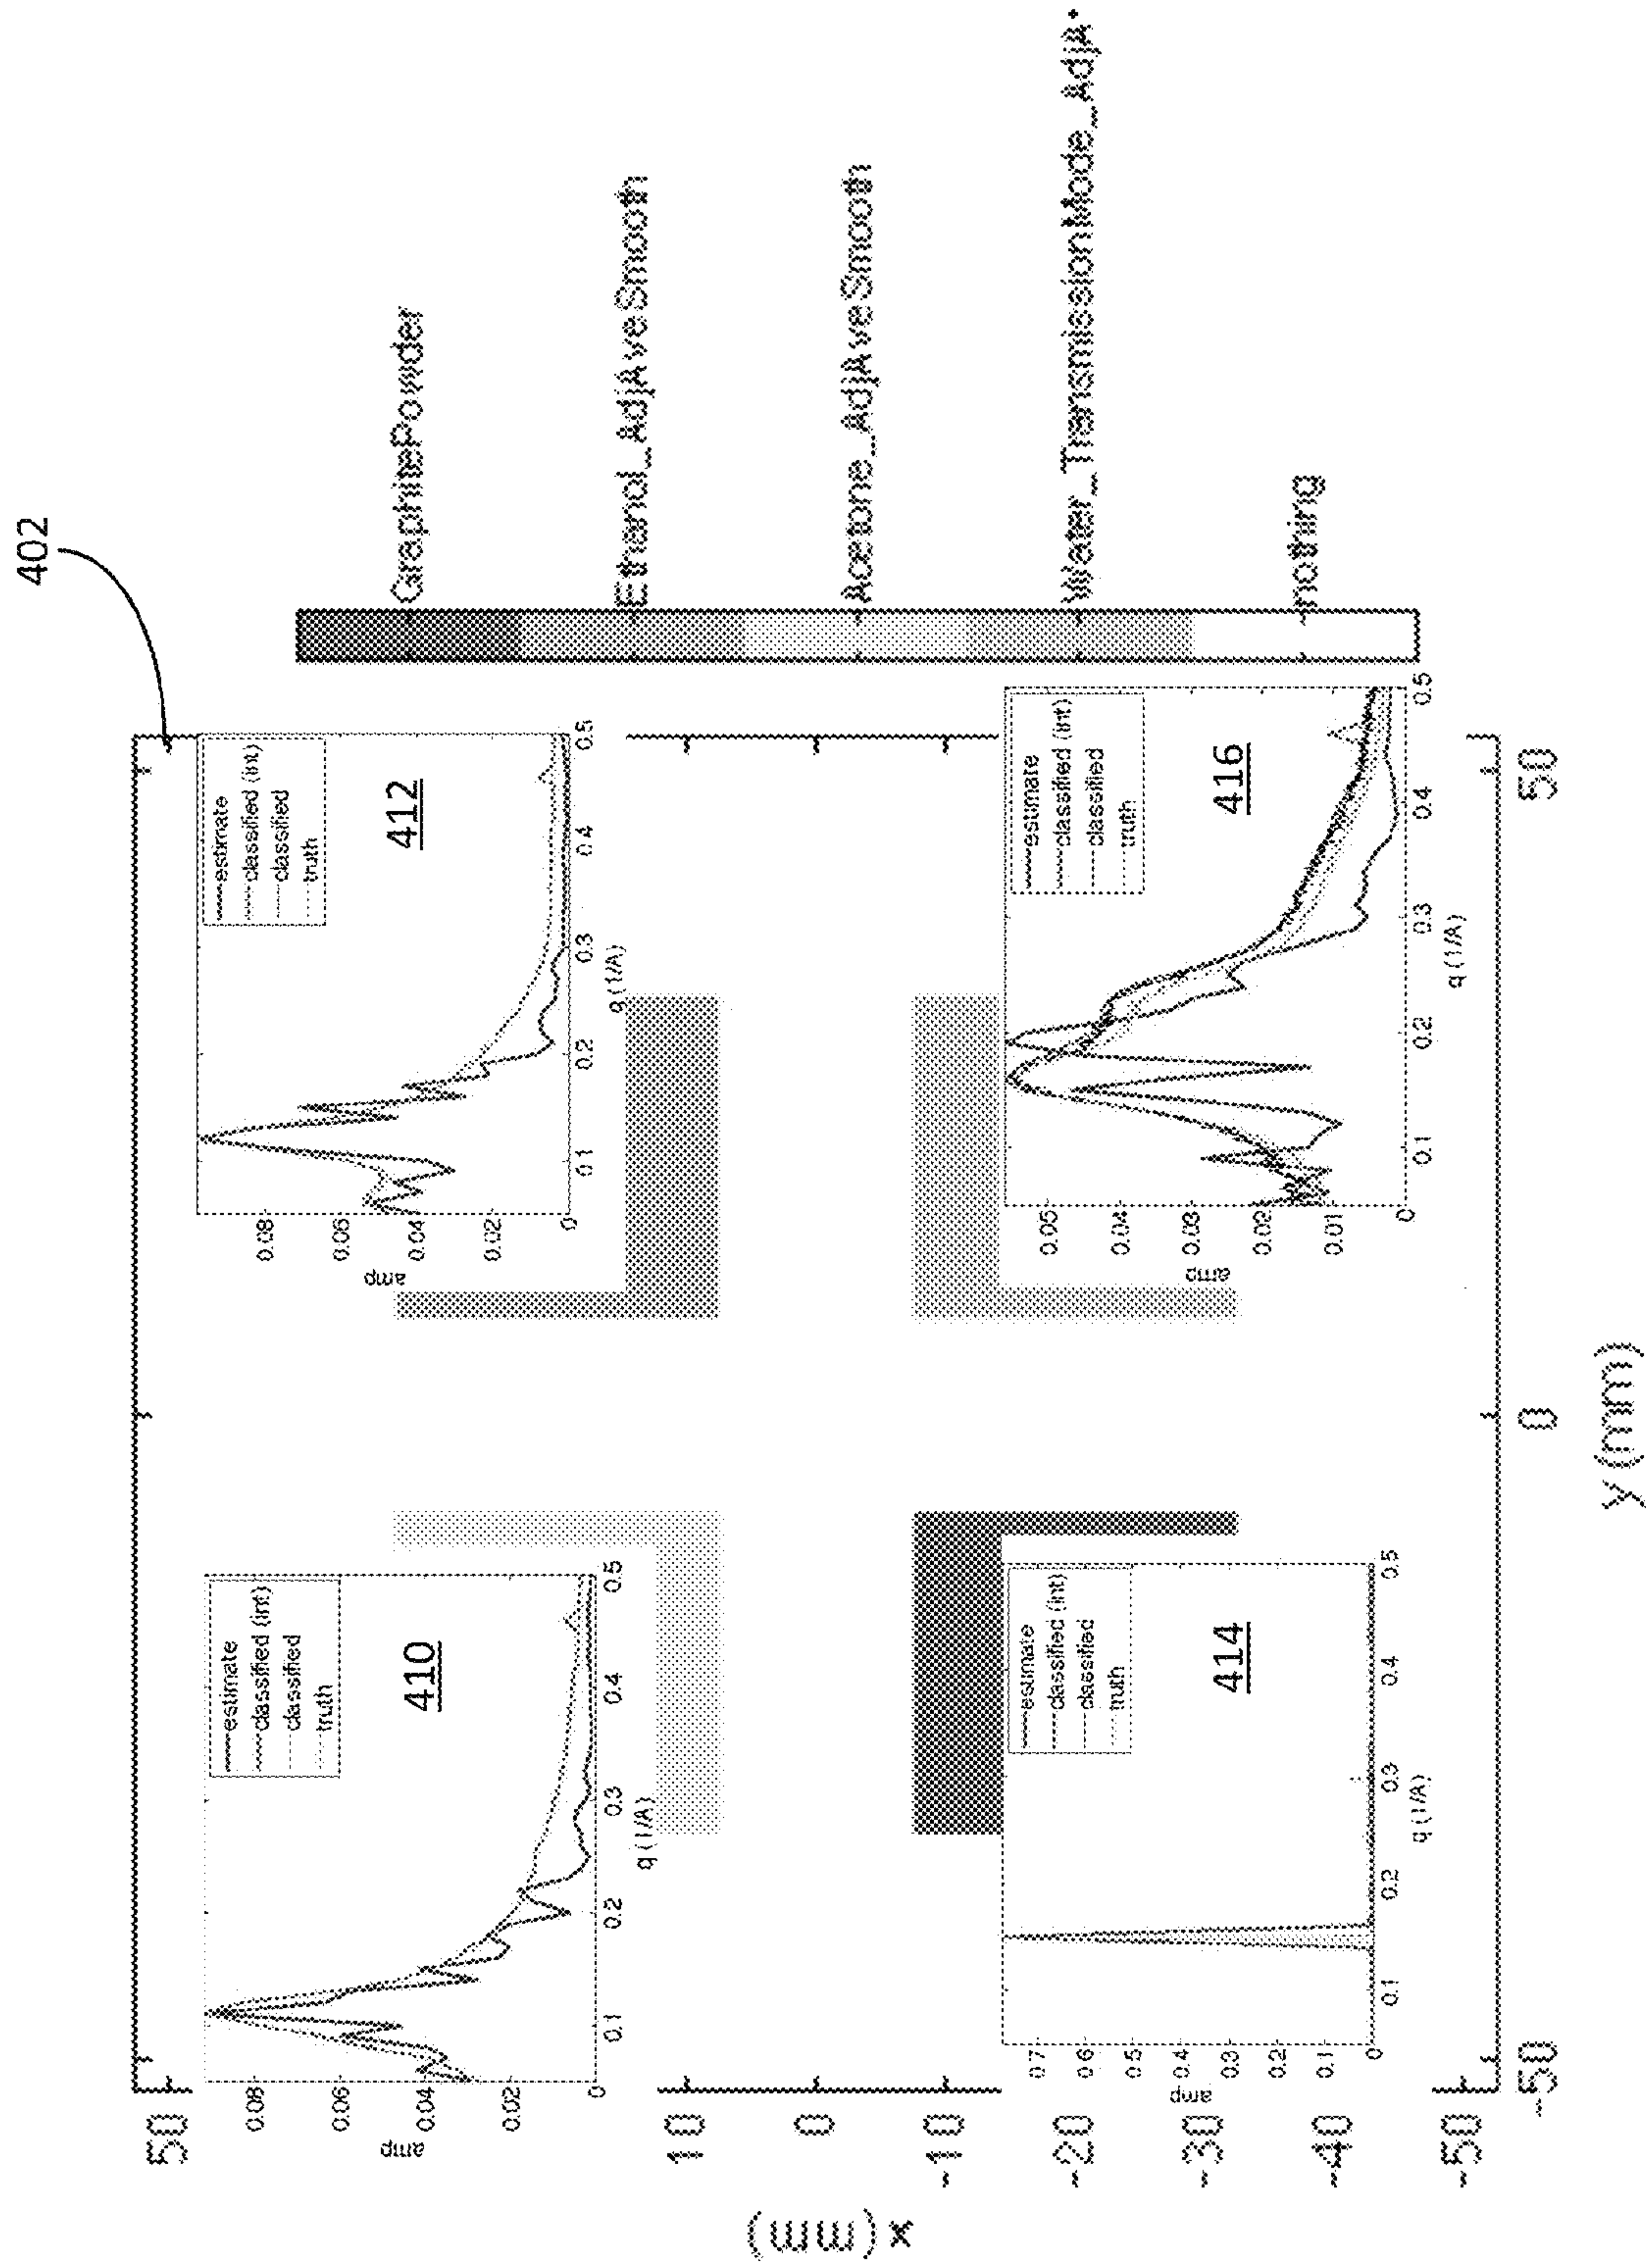 402
50
10
0
-10
-20
-30
-40
-50
x (mm)
-50
0
50
y (mm)
GraphitePowder
Ethanol_AdjAveSmooth
Acetone_AdjAveSmooth
Water_TransmissionMode_AdjA+
nothing
estimate
classified (int)
classified
truth
410
0.08
0.06
0.04
0.02
0
amp
0.1
0.2
0.3
0.4
0.5
q (1/A)
estimate
classified (int)
classified
truth
412
0.08
0.06
0.04
0.02
0
amp
0.1
0.2
0.3
0.4
0.5
q (1/A)
estimate
classified (int)
classified
truth
414
0.7
0.6
0.5
0.4
0.3
0.2
0.1
0
amp
0.1
0.2
0.3
0.4
0.5
q (1/A)
estimate
classified (int)
classified
truth
416
0.05
0.04
0.03
0.02
0.01
0
amp
0.1
0.2
0.3
0.4
0.5
q (1/A)